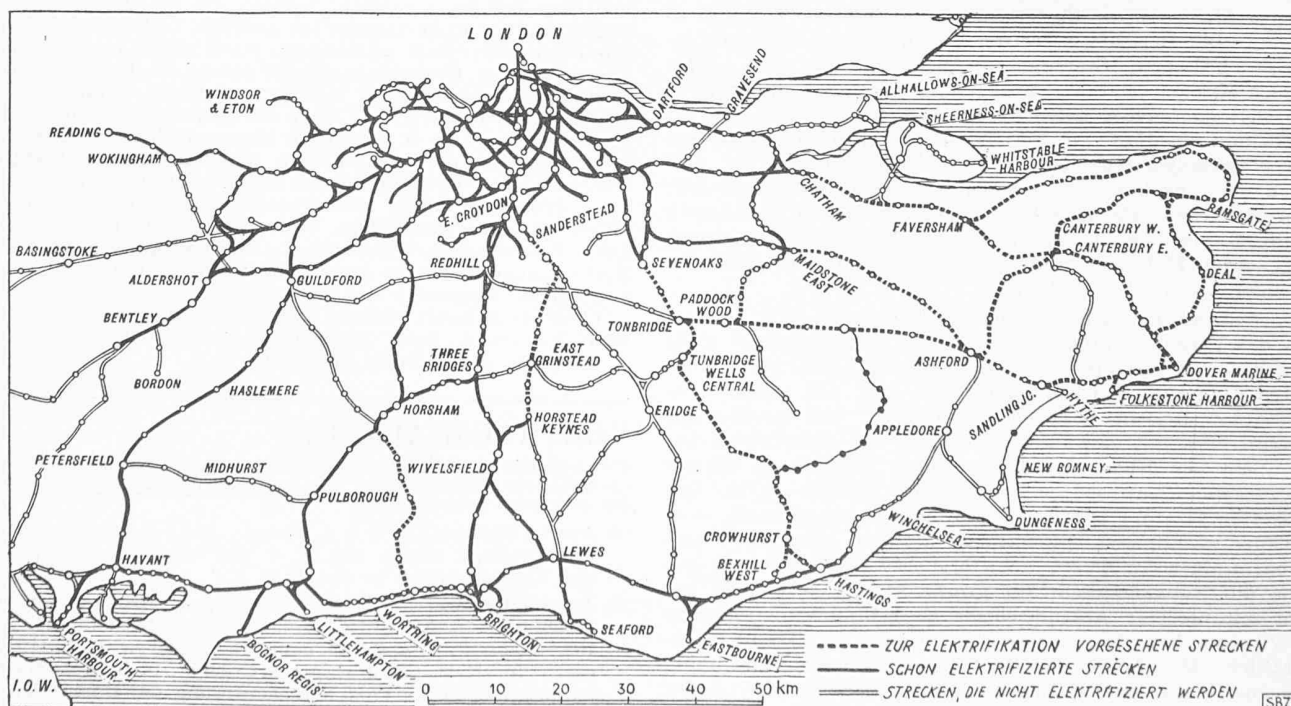 LONDON
WINDSOR
& ETON
READING
WOKINGHAM
DARTFORD
GRAVESEND
ALLHALLOWS-ON-SEA
SHEERNESS-ON-SEA
WHITSTABLE
HARBOUR
E. CROYDON
SANDERSTEAD
CHATHAM
FAVERSHAM
RAMSGATE
CANTERBURY W.
CANTERBURY E.
BASINGSTOKE
ALDERSHOT
GUILDFORD
REDHILL
SEVENOAKS
MAIDSTONE
EAST
DEAL
BENTLEY
PADDOCK
WOOD
TONBRIDGE
BORDON
THREE
BRIDGES
EAST
GRINSTEAD
TUNBRIDGE
WELLS
CENTRAL
ASHFORD
DOVER MARINE
HASLEMERE
HORSHAM
HORSTEAD
KEYNES
ERIDGE
APPLEDORE
SANDLING JC.
HYTHE
FOLKESTONE HARBOUR
PETERSFIELD
MIDHURST
PULBOROUGH
WIVELSFIELD
NEW ROMNEY
DUNGENESS
WINCHELSEA
CROWHURST
HAVANT
LEWES
BEXHILL
WEST
HASTINGS
PORTSMOUTH
HARBOUR
BOGNOR REGIS
LITTLEHAMPTON
WORTRING
BRIGHTON
SEAFORD
EASTBOURNE
I.O.W.
0 10 20 30 40 50 km
ZUR ELEKTRIFIKATION VORGESEHENE STRECKEN
SCHON ELEKTRIFIZIERTE STRECKEN
STRECKEN, DIE NICHT ELEKTRIFIZIERT WERDEN
SBZ